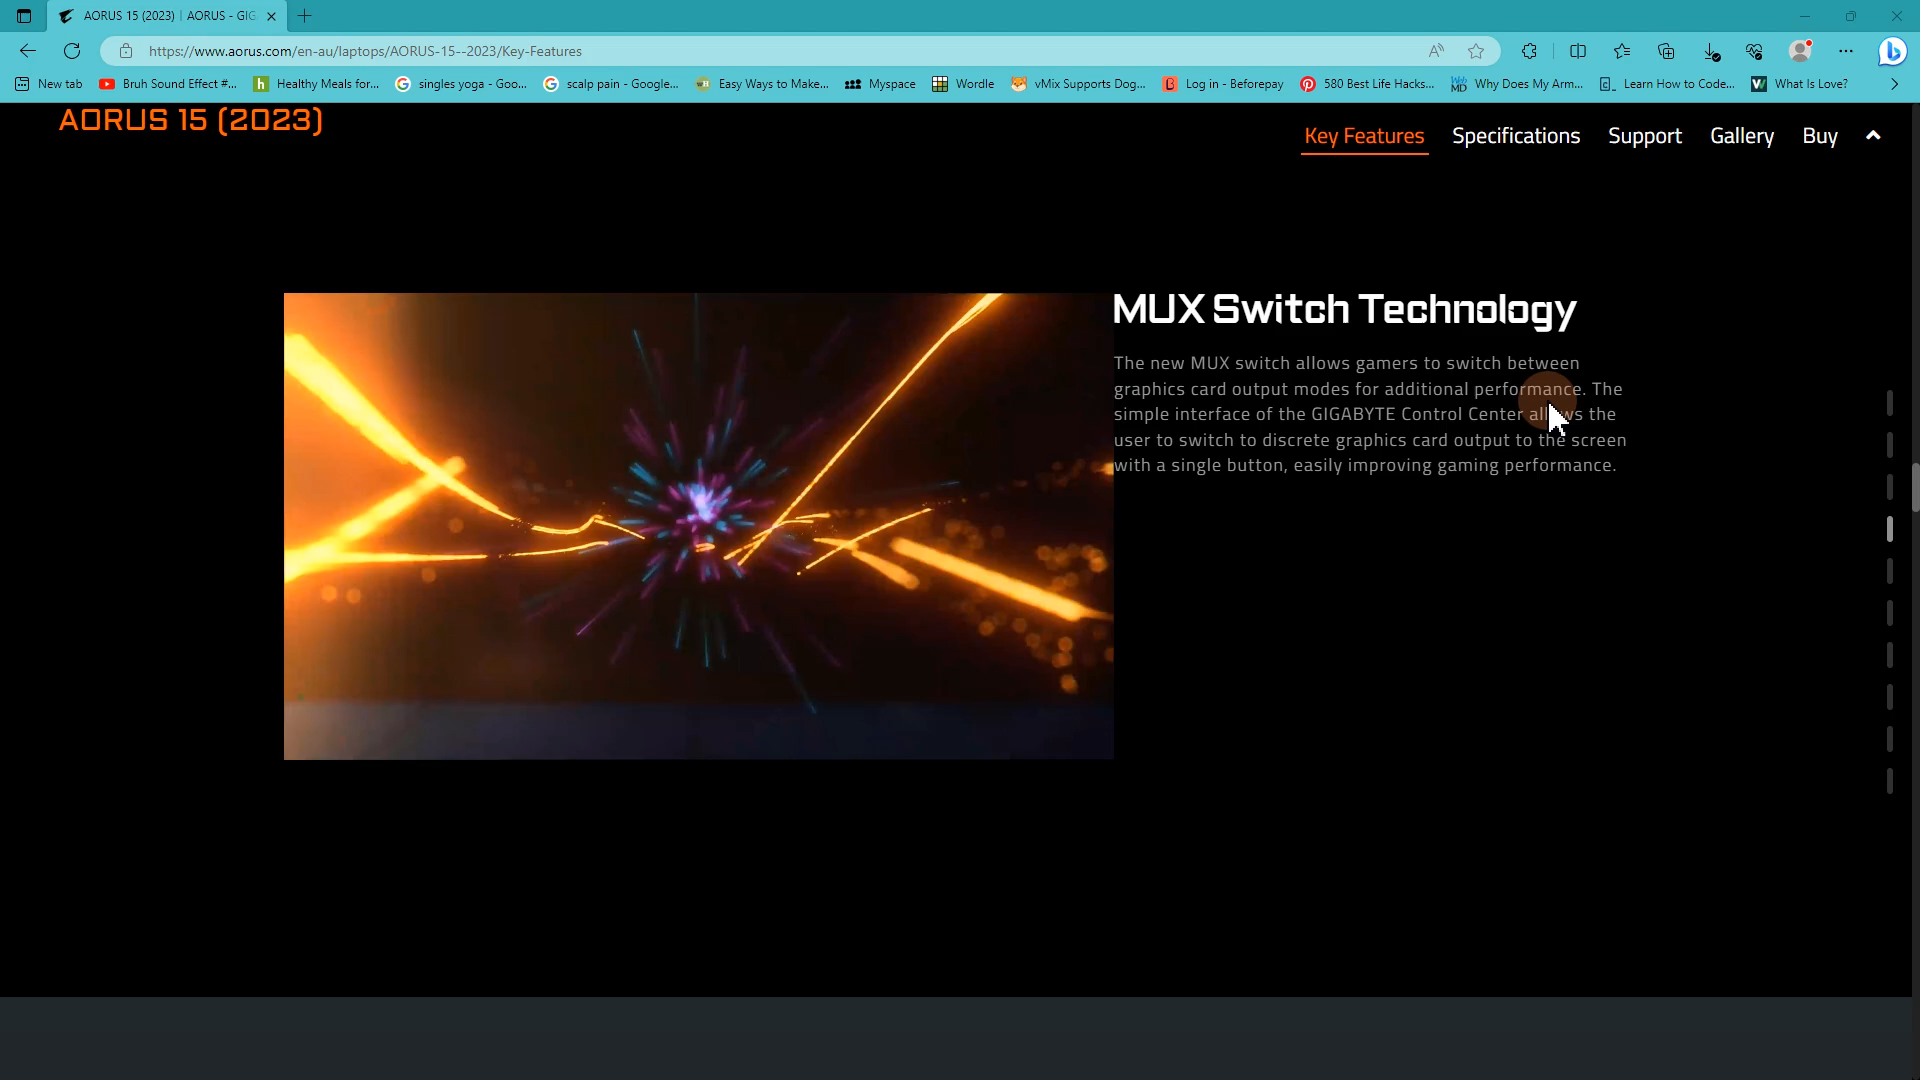 AORUS 15 (2023) | AORUS - GIG
https://www.aorus.com/en-au/laptops/AORUS-15--2023/Key-Features
New tab
Bruh Sound Effect #...
Healthy Meals for...
singles yoga - Goo...
scalp pain - Google...
Easy Ways to Make...
Myspace
Wordle
vMix Supports Dog...
Log in - Beforepay
580 Best Life Hacks...
Why Does My Arm...
Learn How to Code...
What Is Love?
AORUS 15 (2023)
Key Features
Specifications
Support
Gallery
Buy
MUX Switch Technology
The new MUX switch allows gamers to switch between
graphics card output modes for additional performance. The
simple interface of the GIGABYTE Control Center allows the
user to switch to discrete graphics card output to the screen
with a single button, easily improving gaming performance.